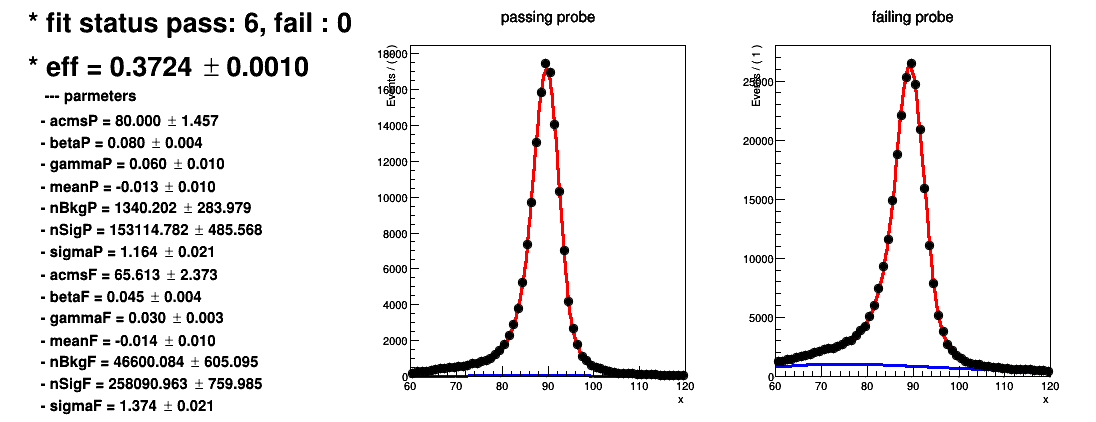 * fit status pass: 6, fail : 0
* eff = 0.3724 ± 0.0010
--- parmeters
- acmsP = 80.000 ± 1.457
- betaP = 0.080 ± 0.004
- gammaP = 0.060 ± 0.010
- meanP = -0.013 ± 0.010
- nBkgP = 1340.202 ± 283.979
- nSigP = 153114.782 ± 485.568
- sigmaP = 1.164 ± 0.021
- acmsF = 65.613 ± 2.373
- betaF = 0.045 ± 0.004
- gammaF = 0.030 ± 0.003
- meanF = -0.014 ± 0.010
- nBkgF = 46600.084 ± 605.095
- nSigF = 258090.963 ± 759.985
- sigmaF = 1.374 ± 0.021
passing probe
Events / ( 1 )
18000
16000
14000
12000
10000
8000
6000
4000
2000
0
60 70 80 90 100 110 120
x
failing probe
Events / ( 1 )
25000
20000
15000
10000
5000
0
60 70 80 90 100 110 120
x